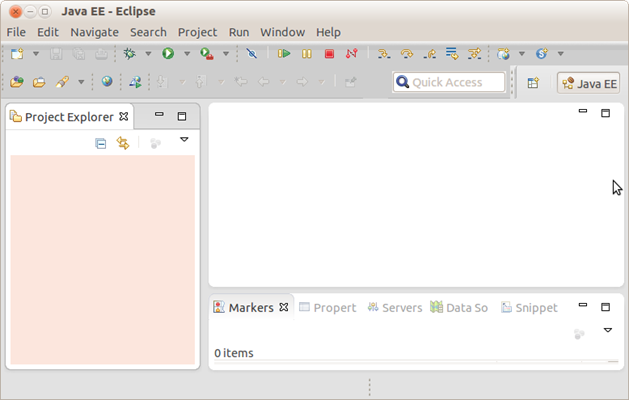 Java EE - Eclipse
File Edit Navigate Search Project Run Window Help
Quick Access
Java EE
Project Explorer
Markers Propert Servers Data So Snippet
0 items